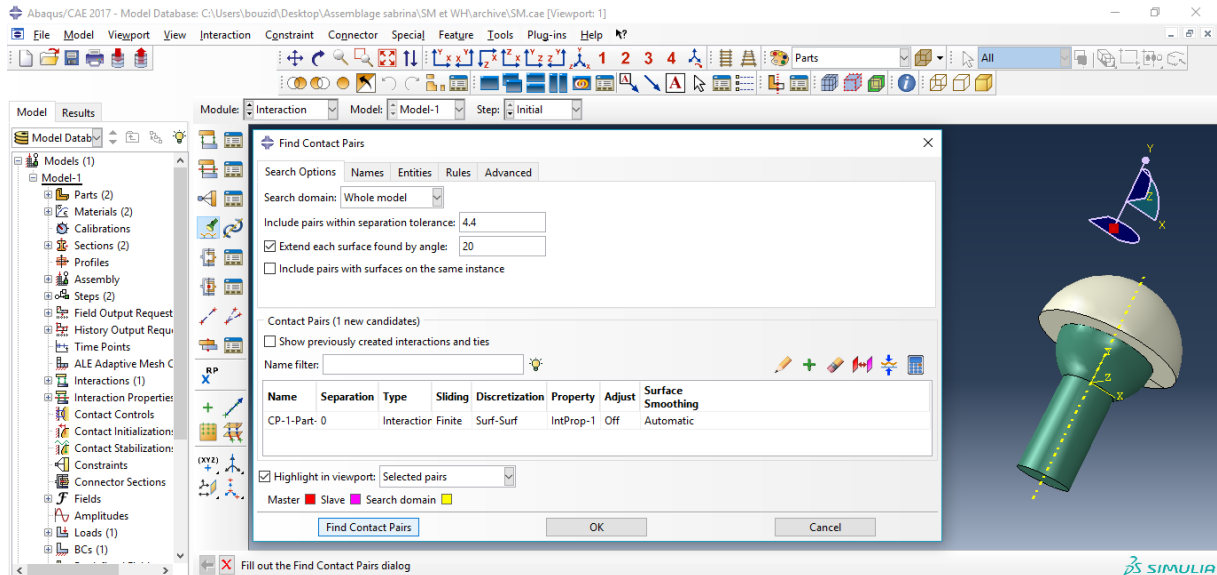 Abaqus/CAE 2017 - Model Database: C:\Users\bouzid\Desktop\Assemblage sabrina\SM et WH\archive\SM.cae [Viewport: 1]
File Model Viewport View Interaction Constraint Connector Special Feature Tools Plug-ins Help
1 2 3 4 Parts All
Model Results
Module: Interaction Model: Model-1 Step: Initial
Model Datab
Models (1)
Model-1
Parts (2)
Materials (2)
Calibrations
Sections (2)
Profiles
Assembly
Steps (2)
Field Output Request
History Output Requ
Time Points
ALE Adaptive Mesh C
Interactions (1)
Interaction Properties
Contact Controls
Contact Initializations
Contact Stabilizations
Constraints
Connector Sections
Fields
Amplitudes
Loads (1)
BCs (1)
RP
(XYZ)
Find Contact Pairs
Search Options Names Entities Rules Advanced
Search domain: Whole model
Include pairs within separation tolerance: 4.4
Extend each surface found by angle: 20
Include pairs with surfaces on the same instance
Contact Pairs (1 new candidates)
Show previously created interactions and ties
Name filter:
Name Separation Type Sliding Discretization Property Adjust Surface Smoothing
CP-1-Part- 0 Interaction Finite Surf-Surf IntProp-1 Off Automatic
Highlight in viewport: Selected pairs
Master Slave Search domain
Find Contact Pairs OK Cancel
Y
Z
X
Y
Z
X
Fill out the Find Contact Pairs dialog
SIMULIA